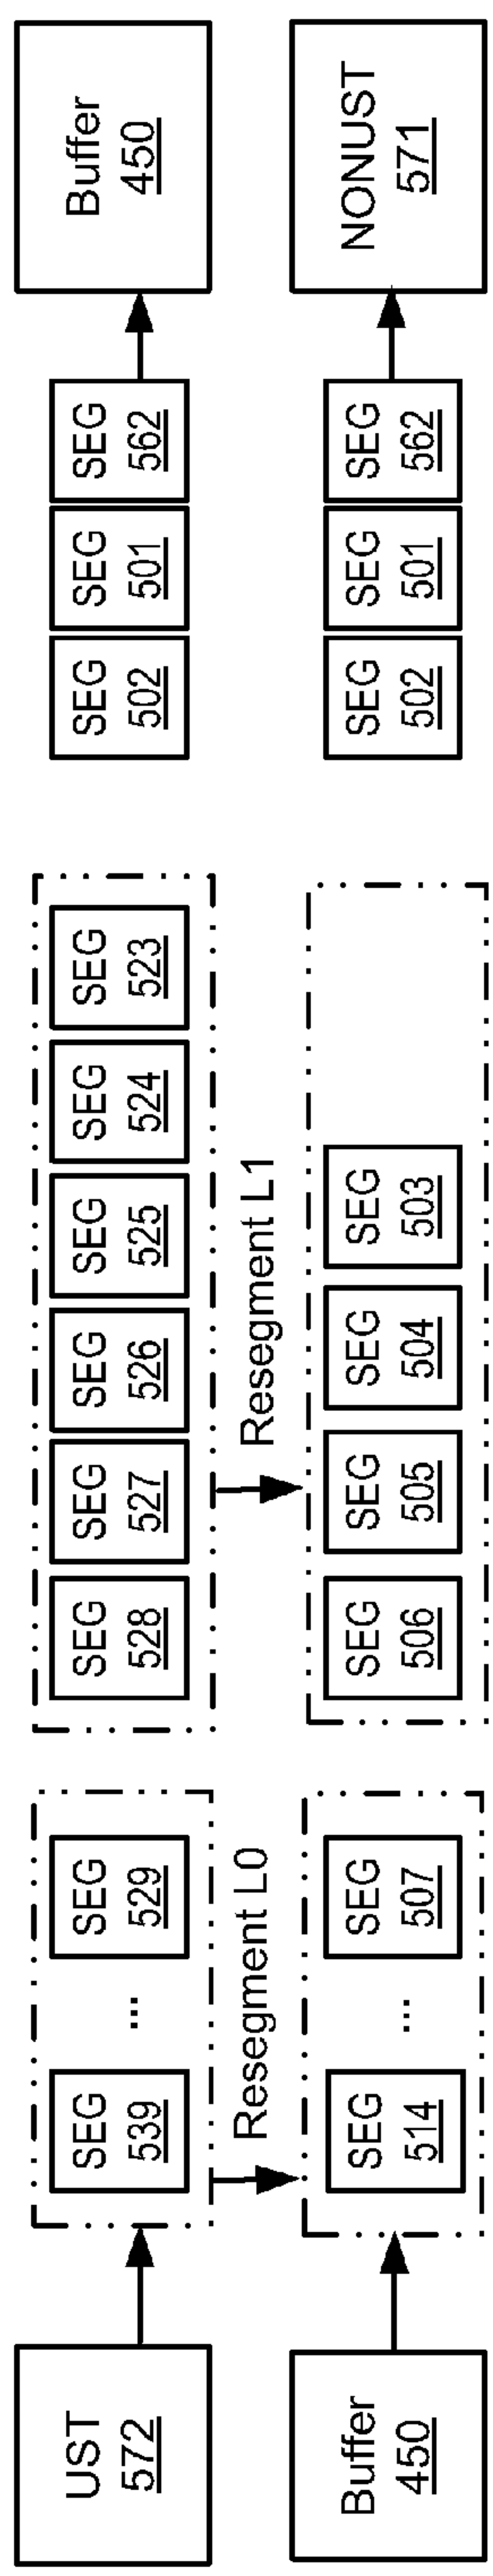 UST
572
SEG
539
...
SEG
529
SEG
528
SEG
527
SEG
526
SEG
525
SEG
524
SEG
523
SEG
502
SEG
501
SEG
562
Buffer
450
Resegment L0
Resegment L1
Buffer
450
SEG
514
...
SEG
507
SEG
506
SEG
505
SEG
504
SEG
503
SEG
502
SEG
501
SEG
562
NONUST
571